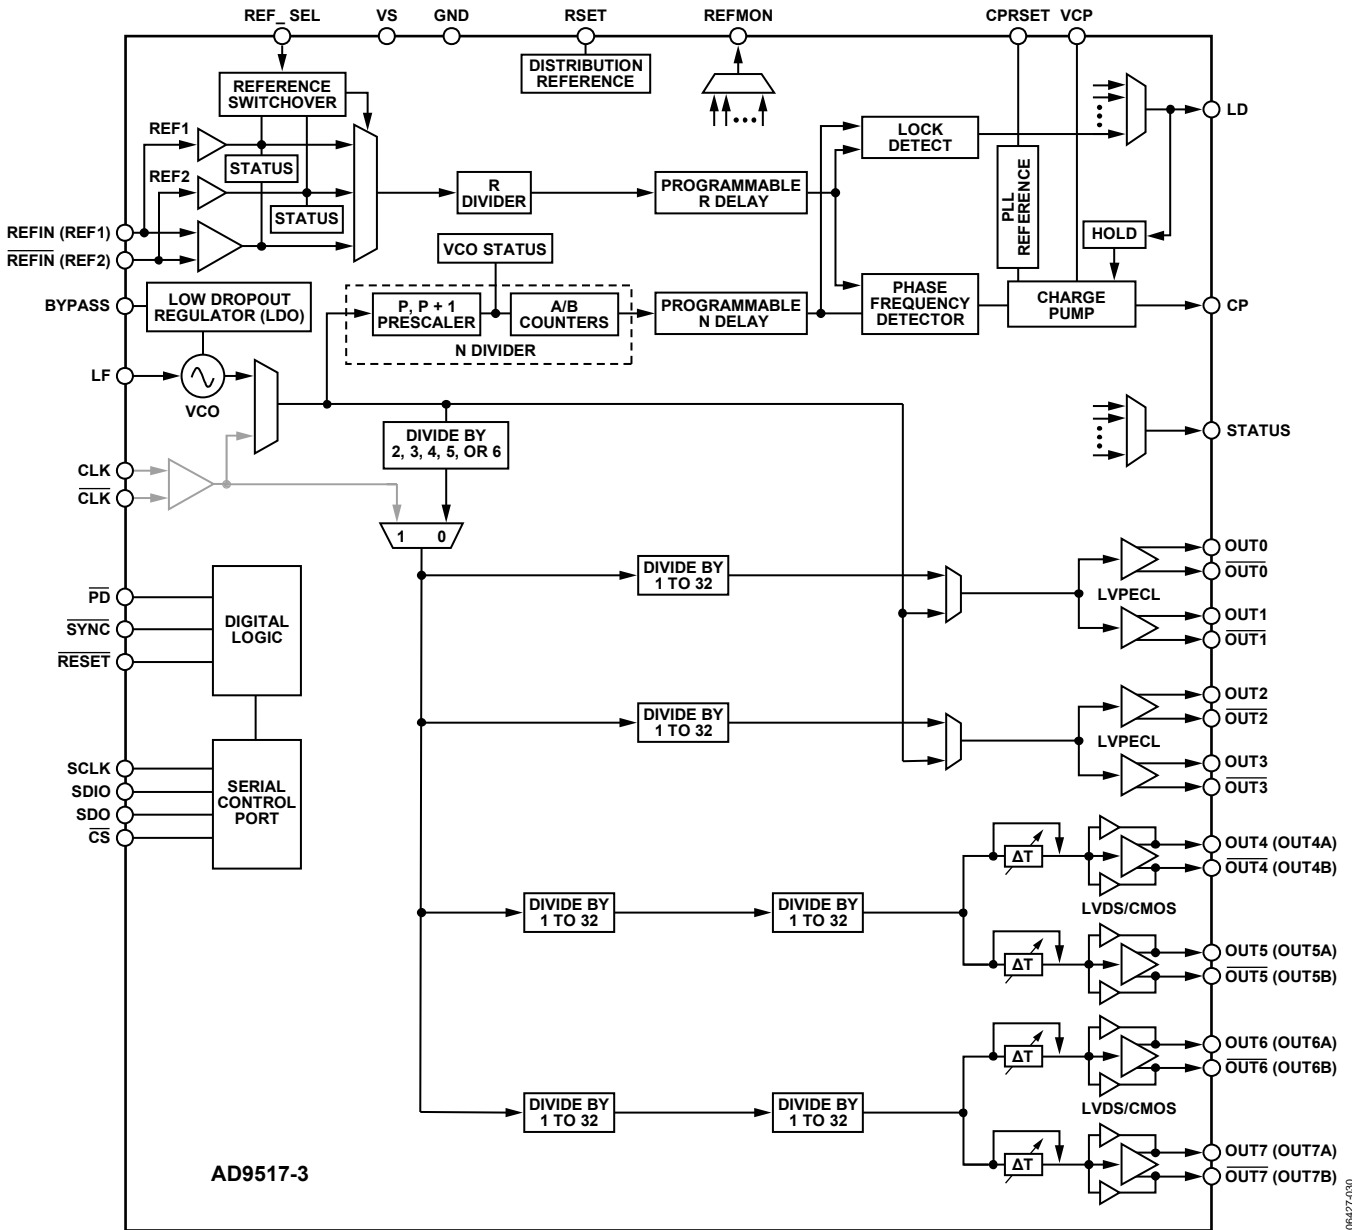 REF_ SEL
VS
GND
RSET
REFMON
CPRSET
VCP
DISTRIBUTION
REFERENCE
REFERENCE
SWITCHOVER
REF1
STATUS
REF2
STATUS
REFIN (REF1)
REFIN (REF2)
R
DIVIDER
PROGRAMMABLE
R DELAY
LOCK
DETECT
LD
PLL
REFERENCE
HOLD
VCO STATUS
BYPASS
LOW DROPOUT
REGULATOR (LDO)
P, P + 1
PRESCALER
A/B
COUNTERS
N DIVIDER
PROGRAMMABLE
N DELAY
PHASE
FREQUENCY
DETECTOR
CHARGE
PUMP
CP
LF
VCO
DIVIDE BY
2, 3, 4, 5, OR 6
STATUS
CLK
CLK
1 0
DIVIDE BY
1 TO 32
LVPECL
OUT0
OUT0
OUT1
OUT1
PD
SYNC
RESET
DIGITAL
LOGIC
DIVIDE BY
1 TO 32
LVPECL
OUT2
OUT2
OUT3
OUT3
SCLK
SDIO
SDO
CS
SERIAL
CONTROL
PORT
DIVIDE BY
1 TO 32
DIVIDE BY
1 TO 32
ΔT
OUT4 (OUT4A)
OUT4 (OUT4B)
LVDS/CMOS
ΔT
OUT5 (OUT5A)
OUT5 (OUT5B)
DIVIDE BY
1 TO 32
DIVIDE BY
1 TO 32
ΔT
OUT6 (OUT6A)
OUT6 (OUT6B)
LVDS/CMOS
ΔT
OUT7 (OUT7A)
OUT7 (OUT7B)
AD9517-3
06427-030